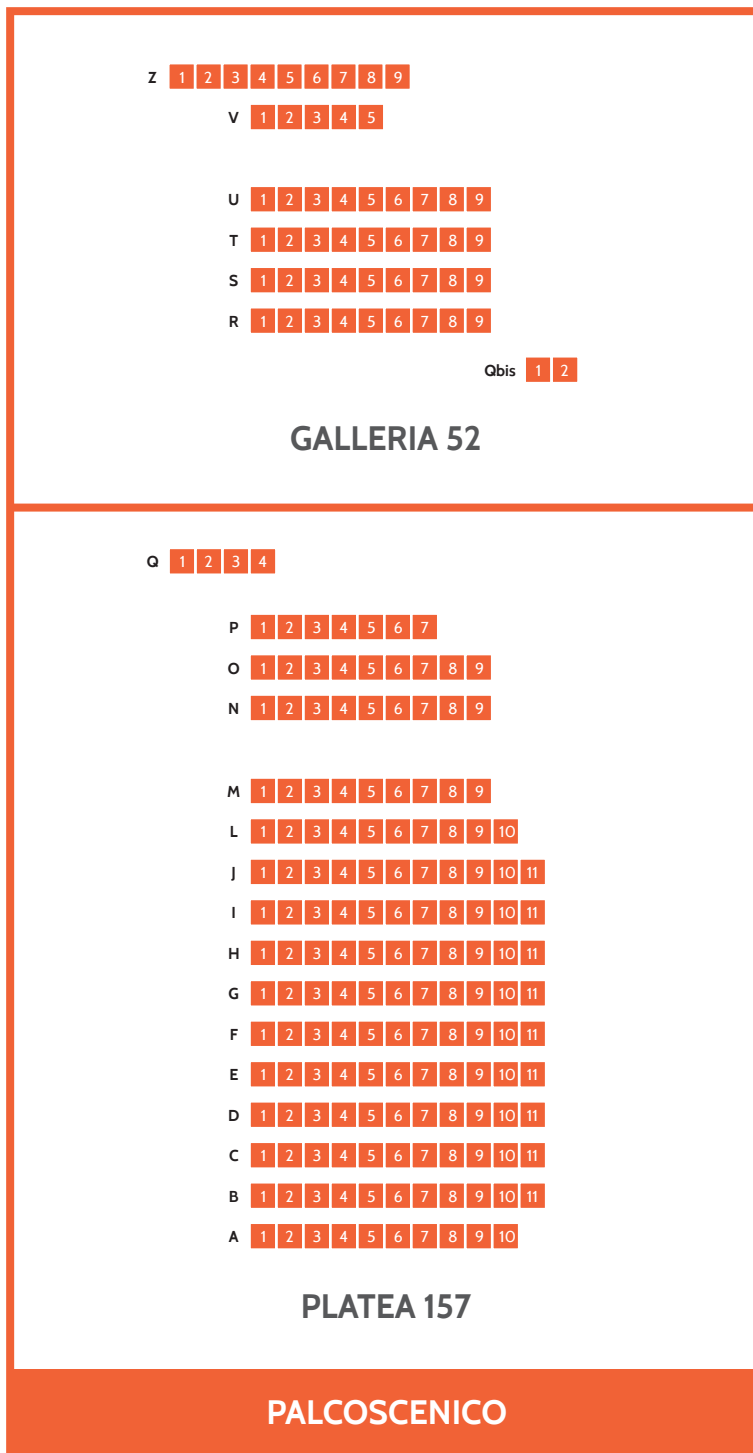 Z 1 2 3 4 5 6 7 8 9
V 1 2 3 4 5
U 1 2 3 4 5 6 7 8 9
T 1 2 3 4 5 6 7 8 9
S 1 2 3 4 5 6 7 8 9
R 1 2 3 4 5 6 7 8 9
Qbis 1 2
GALLERIA 52
Q 1 2 3 4
P 1 2 3 4 5 6 7
O 1 2 3 4 5 6 7 8 9
N 1 2 3 4 5 6 7 8 9
M 1 2 3 4 5 6 7 8 9
L 1 2 3 4 5 6 7 8 9 10
J 1 2 3 4 5 6 7 8 9 10 11
I 1 2 3 4 5 6 7 8 9 10 11
H 1 2 3 4 5 6 7 8 9 10 11
G 1 2 3 4 5 6 7 8 9 10 11
F 1 2 3 4 5 6 7 8 9 10 11
E 1 2 3 4 5 6 7 8 9 10 11
D 1 2 3 4 5 6 7 8 9 10 11
C 1 2 3 4 5 6 7 8 9 10 11
B 1 2 3 4 5 6 7 8 9 10 11
A 1 2 3 4 5 6 7 8 9 10
PLATEA 157
PALCOSCENICO